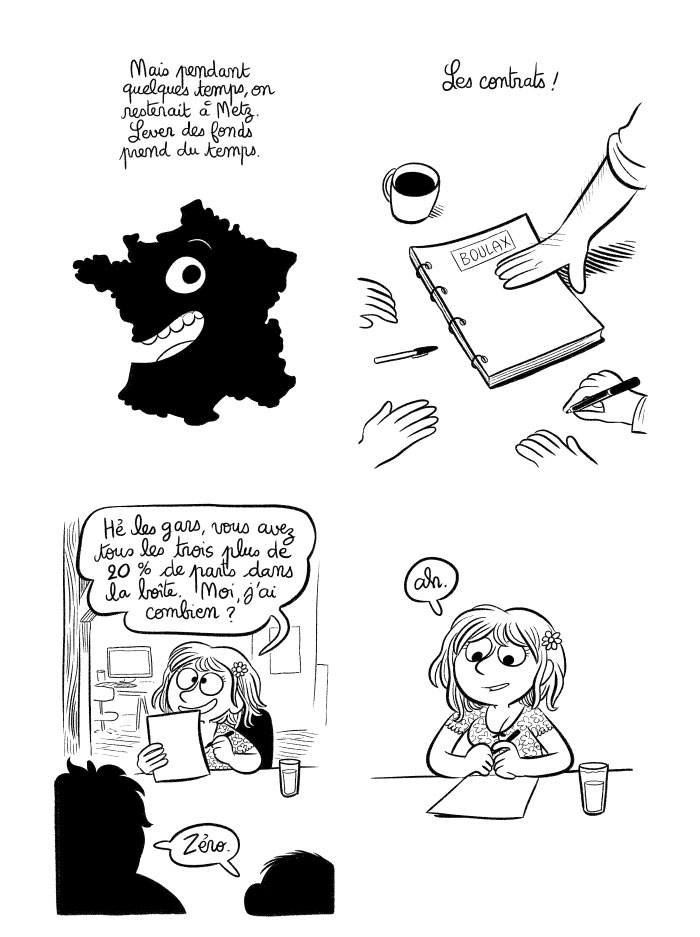 Mais pendant
quelques temps, on
resterait à Metz.
Lever des fonds
prend du temps.
Les contrats !
BOULAX
Hé les gars, vous avez
tous les trois plus de
20 % de parts dans
la boîte. Moi, j'ai
combien ?
Zéro.
ah.